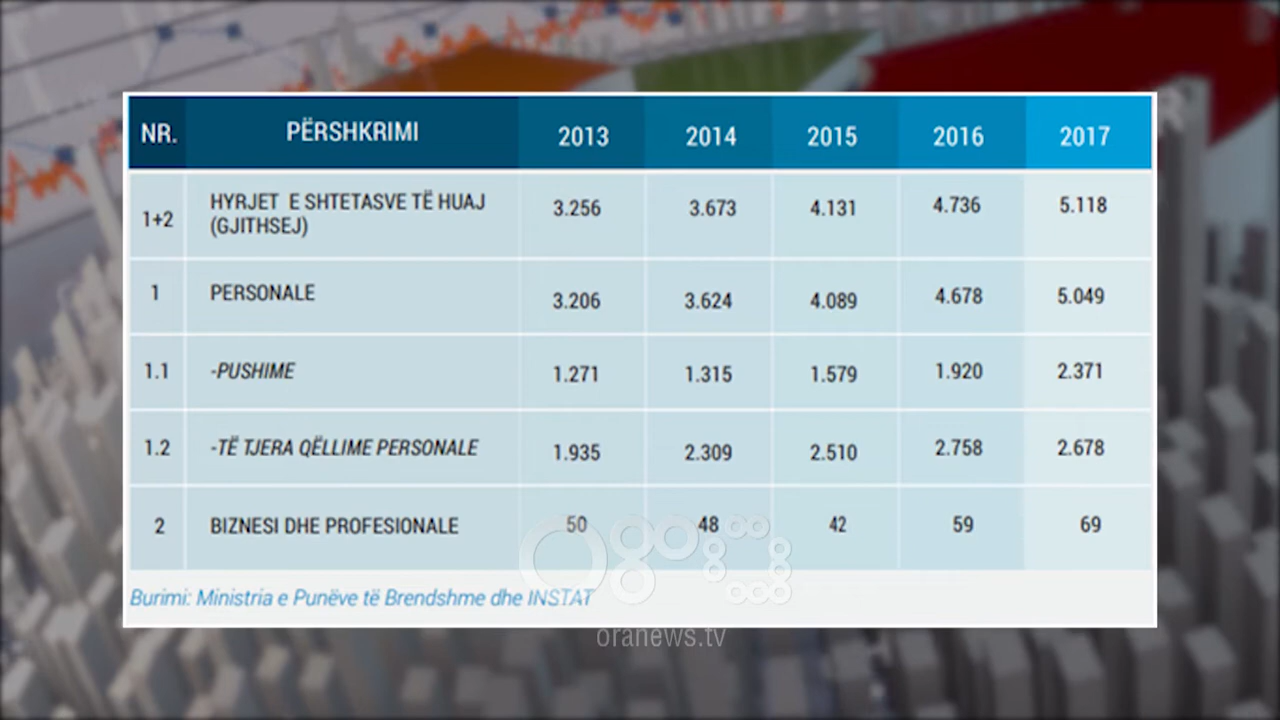 NR. PËRSHKRIMI 2013 2014 2015 2016 2017
1+2 HYRJET E SHTETASVE TË HUAJ (GJITHSEJ) 3.256 3.673 4.131 4.736 5.118
1 PERSONALE 3.206 3.624 4.089 4.678 5.049
1.1 -PUSHIME 1.271 1.315 1.579 1.920 2.371
1.2 -TË TJERA QËLLIME PERSONALE 1.935 2.309 2.510 2.758 2.678
2 BIZNESI DHE PROFESIONALE 50 48 42 59 69
Burimi: Ministria e Punëve të Brendshme dhe INSTAT
oranews.tv